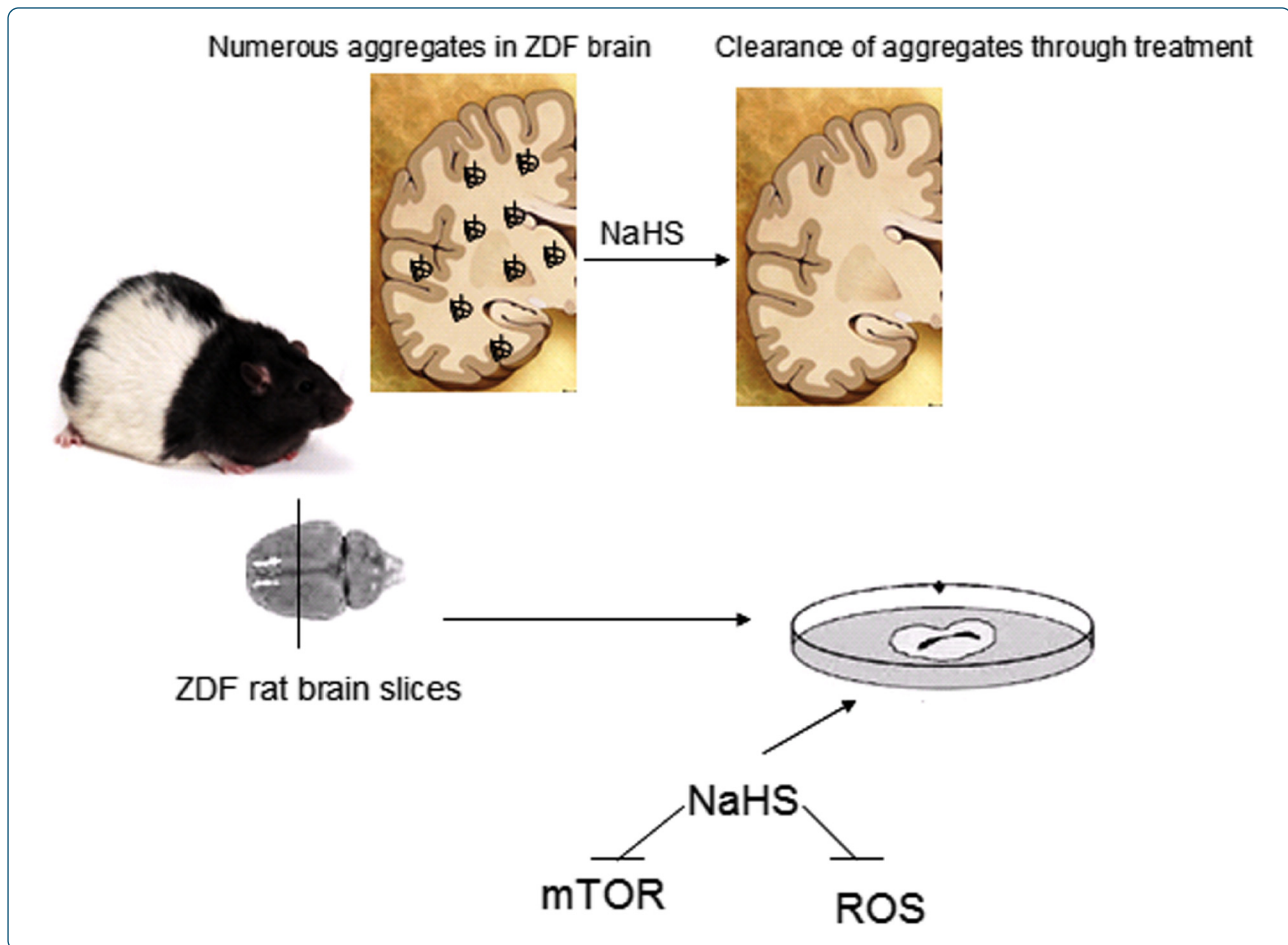 Numerous aggregates in ZDF brain
Clearance of aggregates through treatment
NaHS
ZDF rat brain slices
NaHS
mTOR
ROS